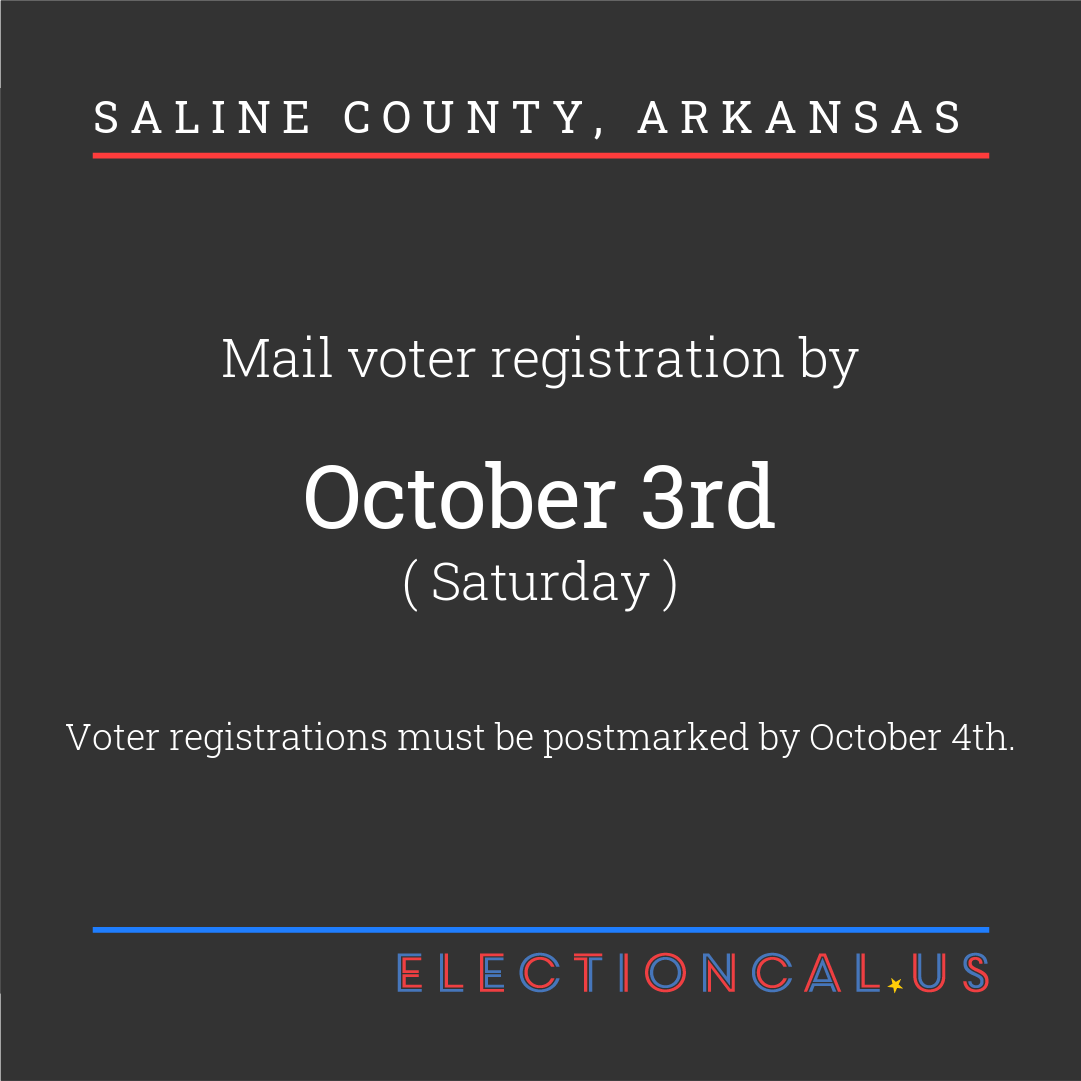 SALINE COUNTY, ARKANSAS
Mail voter registration by
October 3rd
( Saturday )
Voter registrations must be postmarked by October 4th.
ELECTIONCAL.US